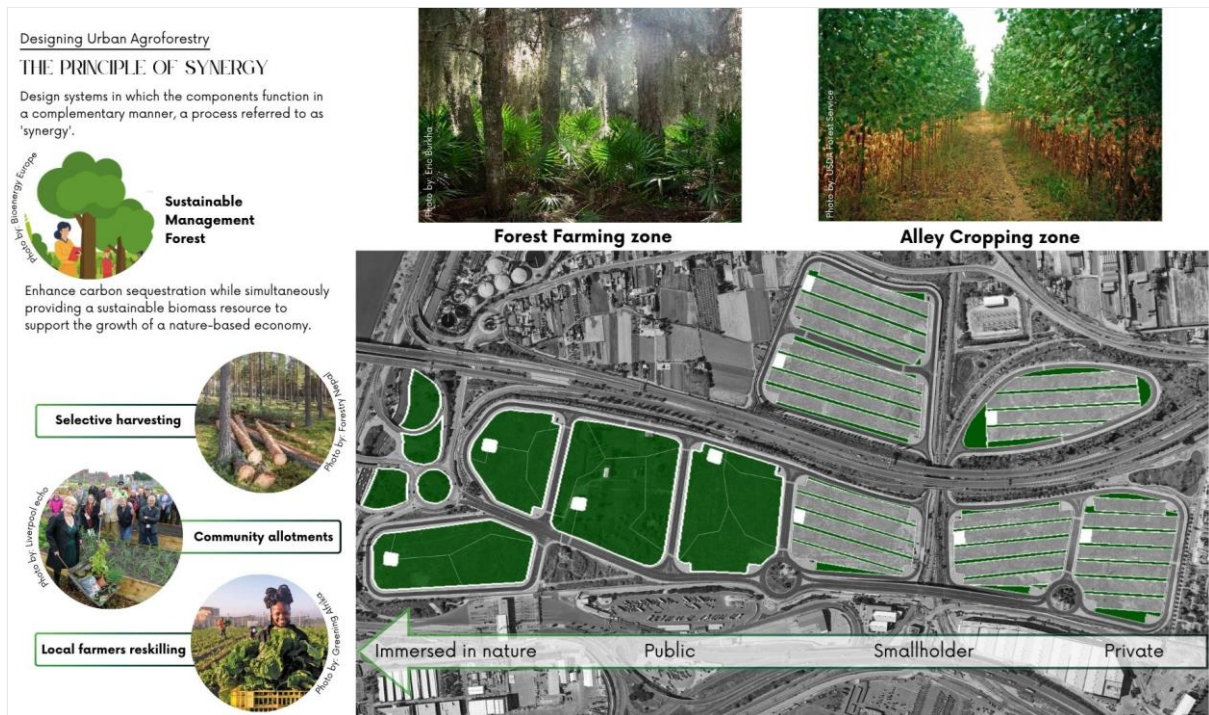 Designing Urban Agroforestry
THE PRINCIPLE OF SYNERGY
Design systems in which the components function in
a complementary manner, a process referred to as
'synergy'.
Photo by: Bioenergy Europe
Sustainable
Management
Forest
Enhance carbon sequestration while simultaneously
providing a sustainable biomass resource to
support the growth of a nature-based economy.
Selective harvesting
Photo by: Forestry Nepal
Photo by: Liverpool echo
Community allotments
Local farmers reskilling
Photo by: Greening Afrika
Photo by: Eric Burkha
Forest Farming zone
Photo by: USDA Forest Service
Alley Cropping zone
Immersed in nature
Public
Smallholder
Private